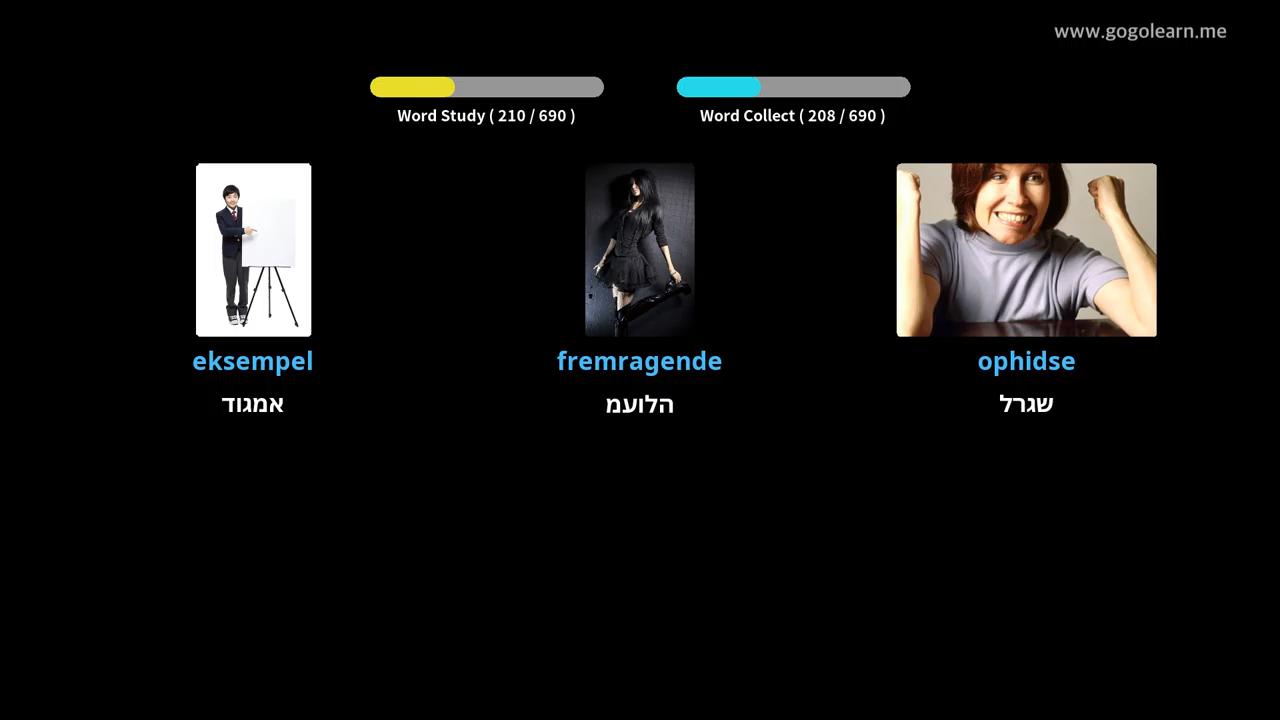 www.gogolearn.me
Word Study ( 210 / 690 )
Word Collect ( 208 / 690 )
eksempel
fremragende
ophidse
אמגוד
הלועמ
שגרל